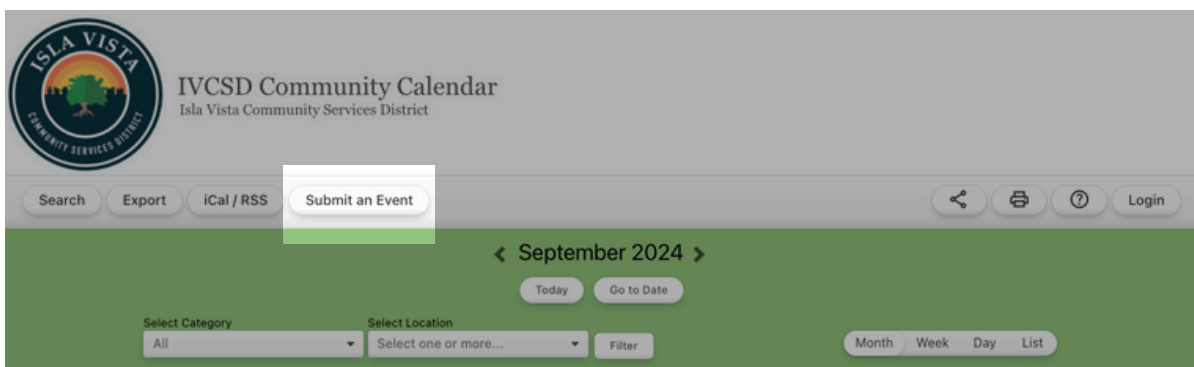 ISLA VISTA
COMMUNITY SERVICES DISTRICT
IVCSD Community Calendar
Isla Vista Community Services District
Search Export iCal / RSS Submit an Event Login
September 2024
Today Go to Date
Select Category Select Location
All Select one or more... Filter Month Week Day List